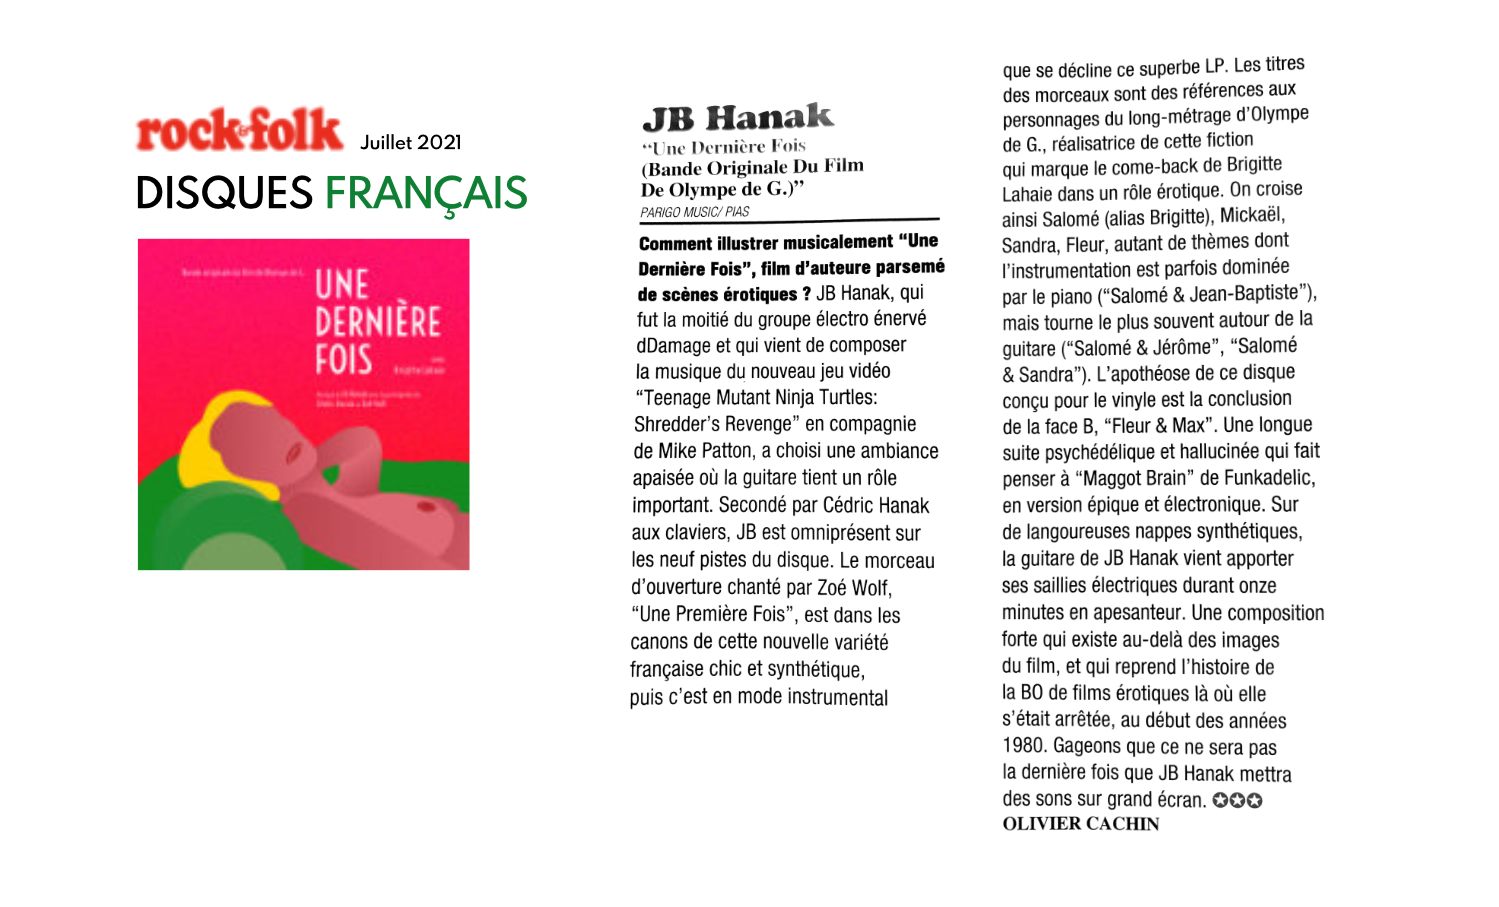 rock&folk Juillet 2021
DISQUES FRANÇAIS
UNE
DERNIÈRE
FOIS
JB Hanak
“Une Dernière Fois
(Bande Originale Du Film
De Olympe de G.)”
PARIGO MUSIC/ PIAS
Comment illustrer musicalement “Une
Dernière Fois”, film d’auteure parsemé
de scènes érotiques ? JB Hanak, qui
fut la moitié du groupe électro énervé
dDamage et qui vient de composer
la musique du nouveau jeu vidéo
“Teenage Mutant Ninja Turtles:
Shredder’s Revenge” en compagnie
de Mike Patton, a choisi une ambiance
apaisée où la guitare tient un rôle
important. Secondé par Cédric Hanak
aux claviers, JB est omniprésent sur
les neuf pistes du disque. Le morceau
d’ouverture chanté par Zoé Wolf,
“Une Première Fois”, est dans les
canons de cette nouvelle variété
française chic et synthétique,
puis c’est en mode instrumental
que se décline ce superbe LP. Les titres
des morceaux sont des références aux
personnages du long-métrage d’Olympe
de G., réalisatrice de cette fiction
qui marque le come-back de Brigitte
Lahaie dans un rôle érotique. On croise
ainsi Salomé (alias Brigitte), Mickaël,
Sandra, Fleur, autant de thèmes dont
l’instrumentation est parfois dominée
par le piano (“Salomé & Jean-Baptiste”),
mais tourne le plus souvent autour de la
guitare (“Salomé & Jérôme”, “Salomé
& Sandra”). L’apothéose de ce disque
conçu pour le vinyle est la conclusion
de la face B, “Fleur & Max”. Une longue
suite psychédélique et hallucinée qui fait
penser à “Maggot Brain” de Funkadelic,
en version épique et électronique. Sur
de langoureuses nappes synthétiques,
la guitare de JB Hanak vient apporter
ses saillies électriques durant onze
minutes en apesanteur. Une composition
forte qui existe au-delà des images
du film, et qui reprend l’histoire de
la BO de films érotiques là où elle
s’était arrêtée, au début des années
1980. Gageons que ce ne sera pas
la dernière fois que JB Hanak mettra
des sons sur grand écran. ✪✪✪
OLIVIER CACHIN